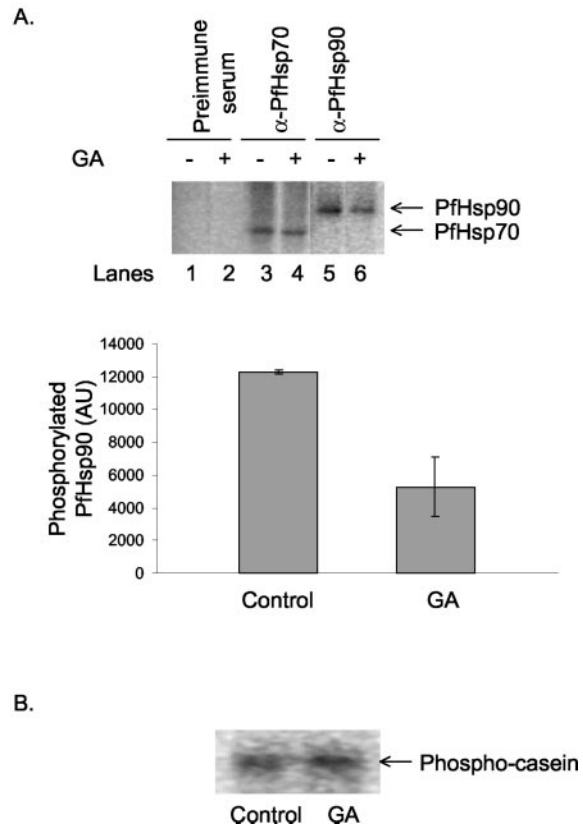 A.
Preimmune
serum
α-PfHsp70
α-PfHsp90
GA - + - + - +
PfHsp90
PfHsp70
Lanes 1 2 3 4 5 6
Phosphorylated
PfHsp90 (AU)
14000
12000
10000
8000
6000
4000
2000
0
Control GA
B.
Phospho-casein
Control GA